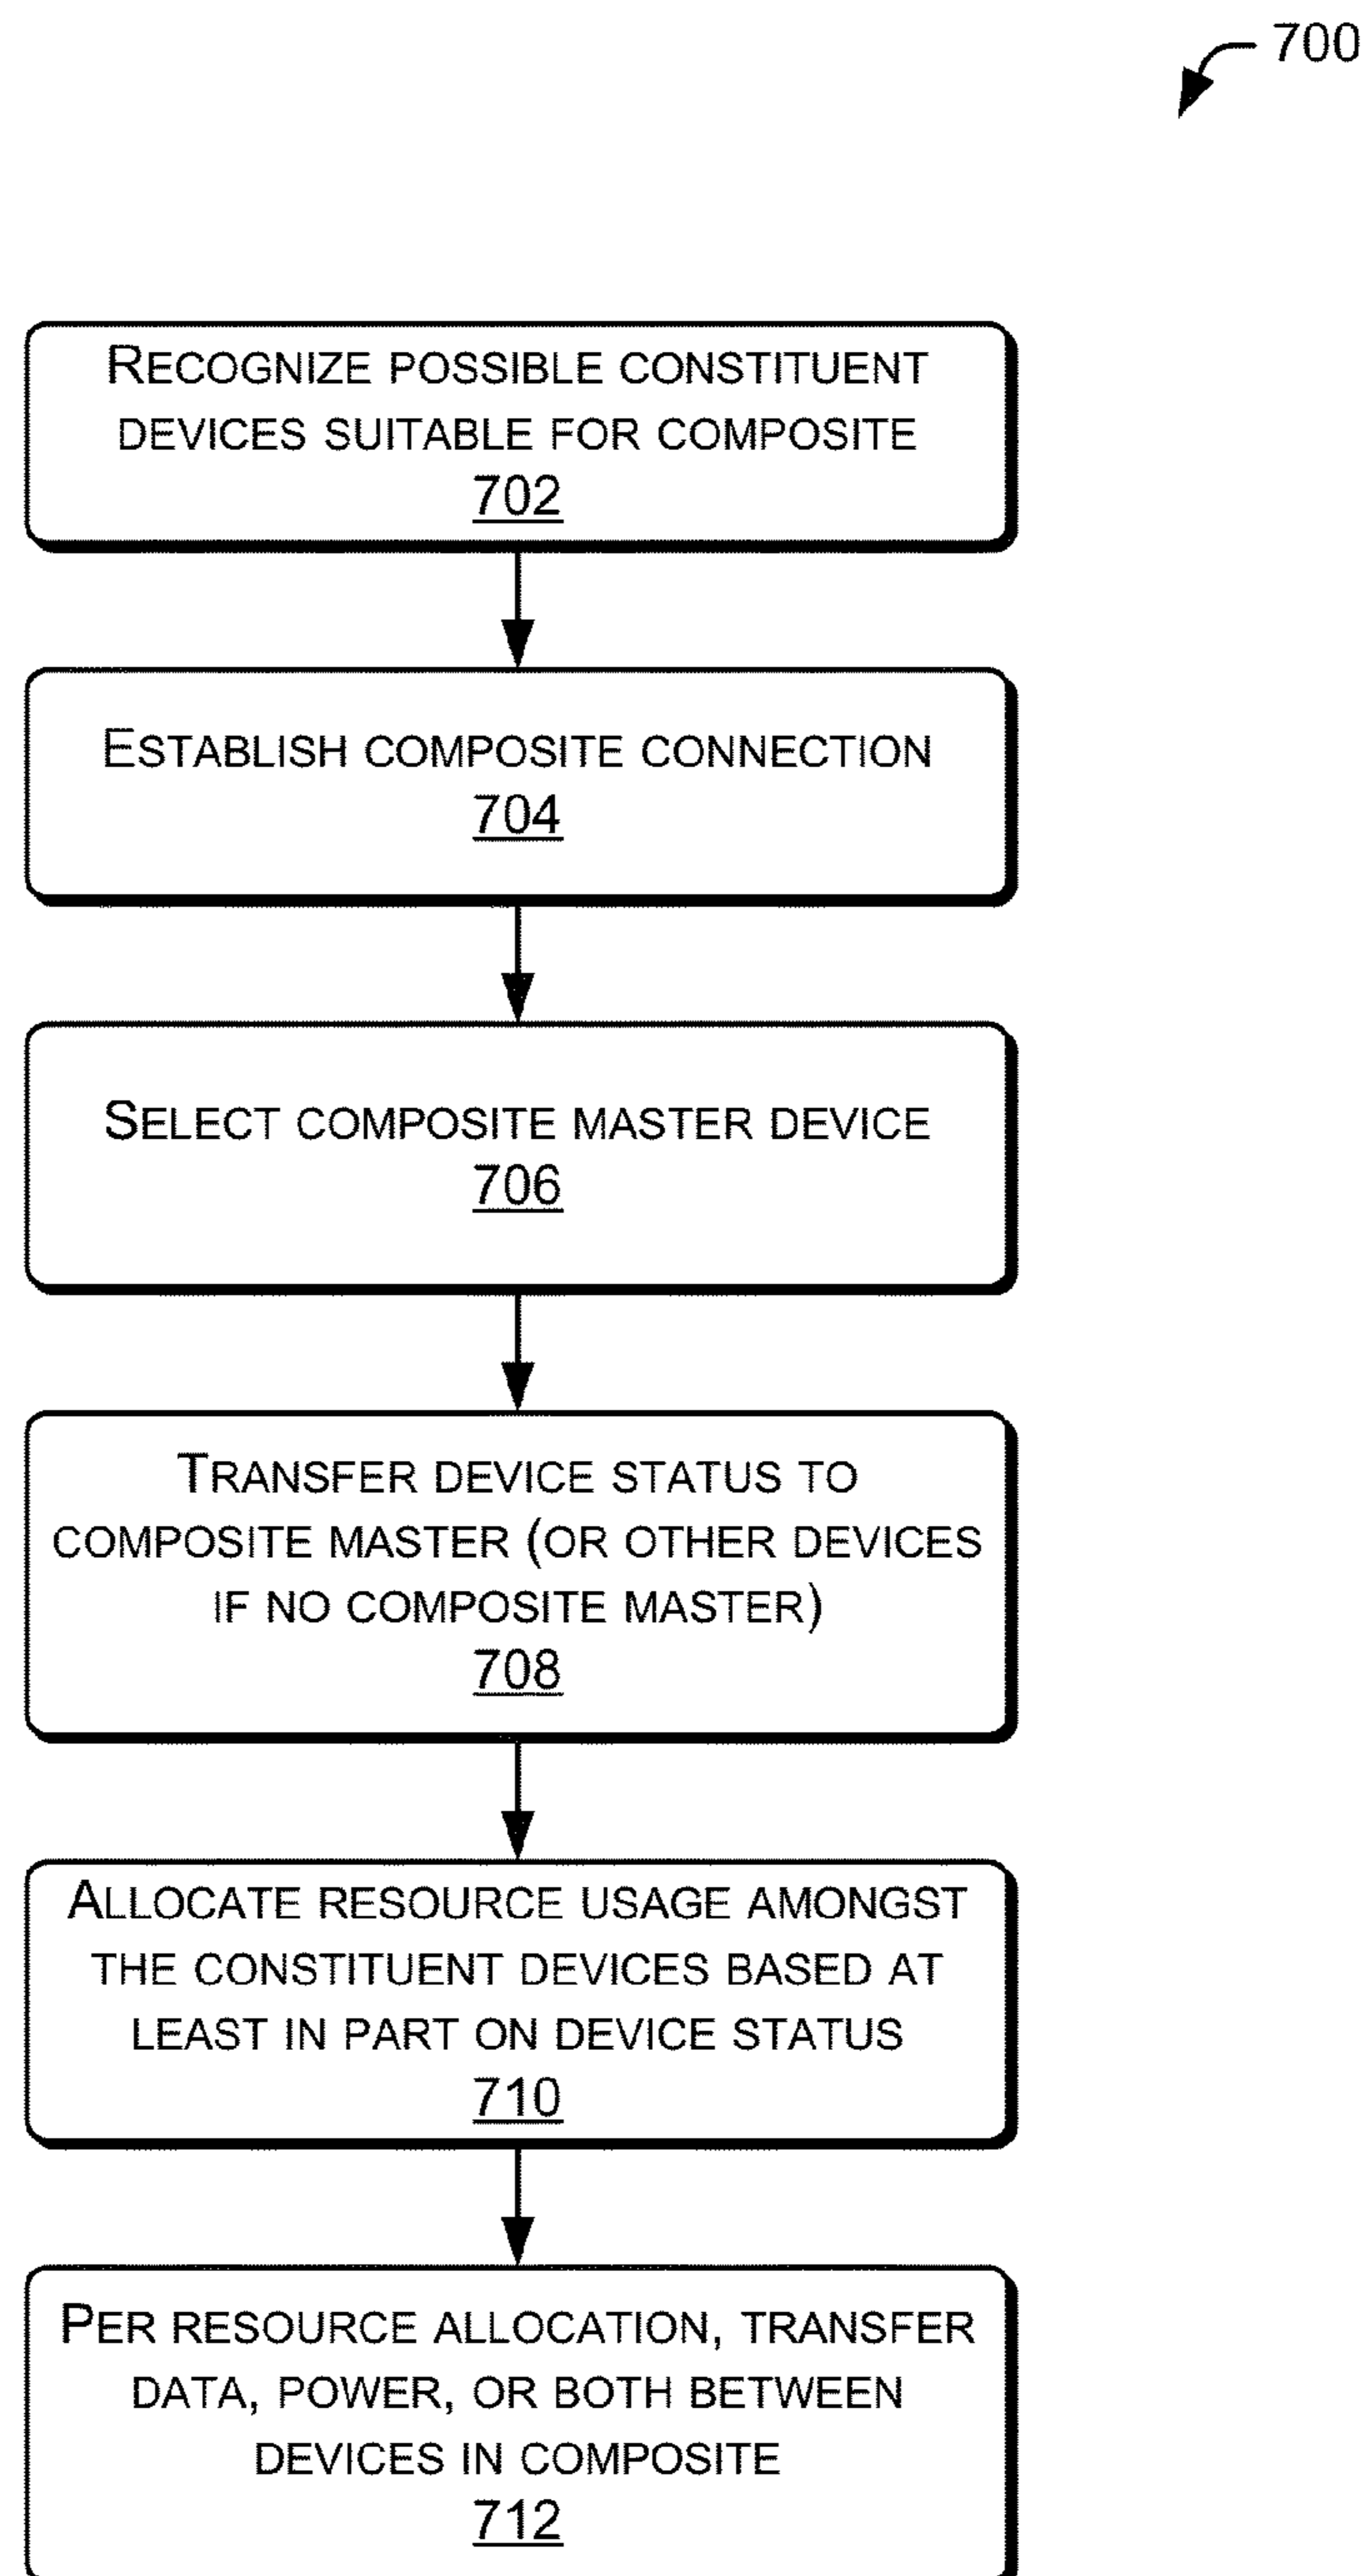 700
RECOGNIZE POSSIBLE CONSTITUENT
DEVICES SUITABLE FOR COMPOSITE
702
ESTABLISH COMPOSITE CONNECTION
704
SELECT COMPOSITE MASTER DEVICE
706
TRANSFER DEVICE STATUS TO
COMPOSITE MASTER (OR OTHER DEVICES
IF NO COMPOSITE MASTER)
708
ALLOCATE RESOURCE USAGE AMONGST
THE CONSTITUENT DEVICES BASED AT
LEAST IN PART ON DEVICE STATUS
710
PER RESOURCE ALLOCATION, TRANSFER
DATA, POWER, OR BOTH BETWEEN
DEVICES IN COMPOSITE
712